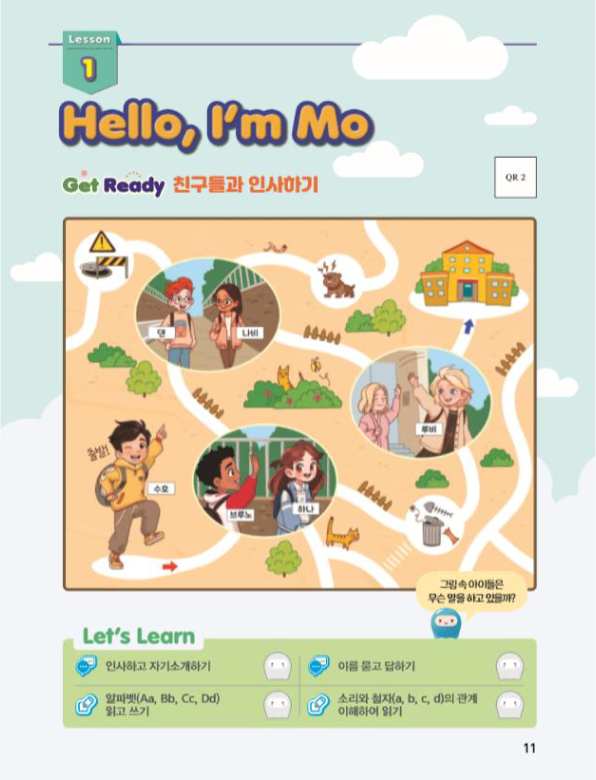 Lesson
1
Hello, I'm Mo
Get Ready 친구들과 인사하기
QR 2
댄
나비
루비
출발!
수호
브루노
하나
그림 속 아이들은
무슨 말을 하고 있을까?
Let's Learn
인사하고 자기소개하기
이름 묻고 답하기
알파벳(Aa, Bb, Cc, Dd)
읽고 쓰기
소리와 철자(a, b, c, d)의 관계
이해하여 읽기
11